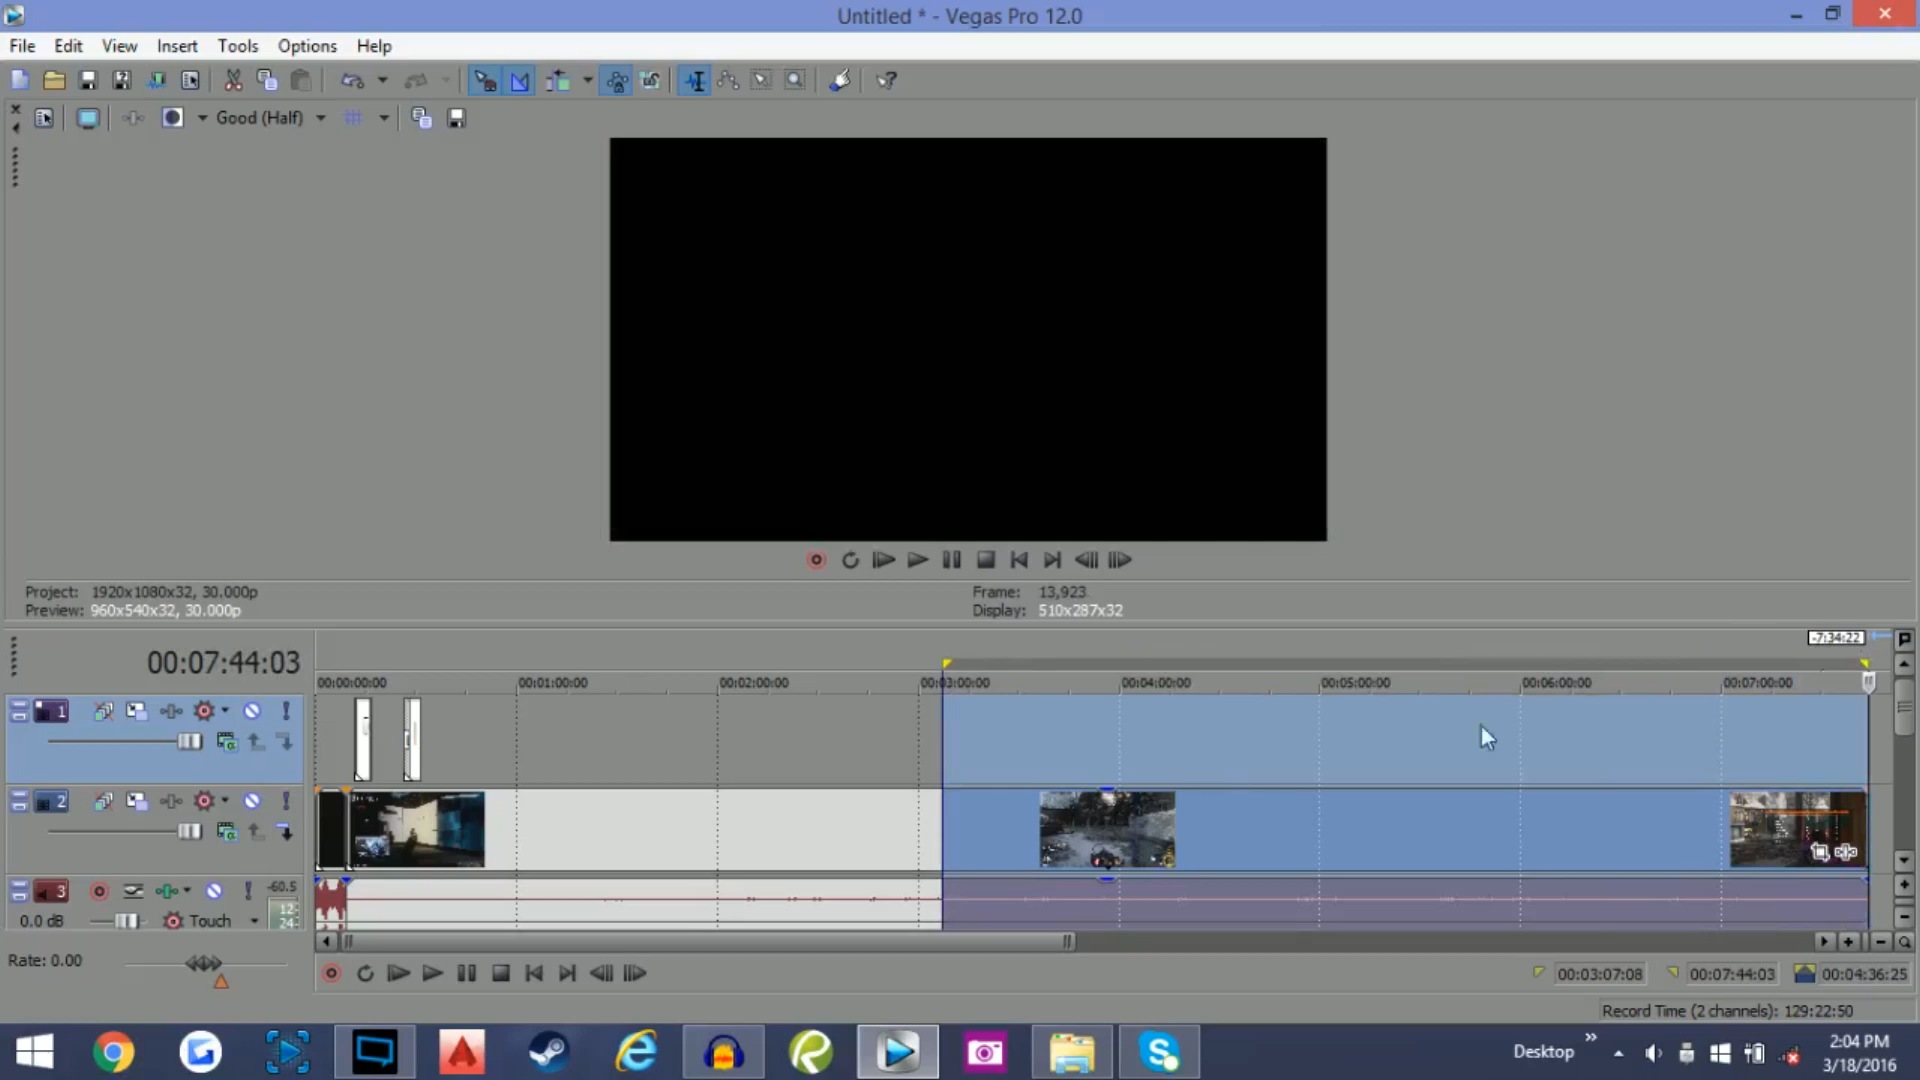 Untitled * - Vegas Pro 12.0
File Edit View Insert Tools Options Help
Good (Half)
Project: 1920x1080x32, 30.000p
Preview: 960x540x32, 30.000p
Frame: 13,923
Display: 510x287x32
-7:34:22
00:07:44:03
00:00:00:00 00:01:00:00 00:02:00:00 00:03:00:00 00:04:00:00 00:05:00:00 00:06:00:00 00:07:00:00
1
2
3 -60.5
12
24
0.0 dB Touch
Rate: 0.00
00:03:07:08 00:07:44:03 00:04:36:25
Record Time (2 channels): 129:22:50
Desktop
2:04 PM
3/18/2016